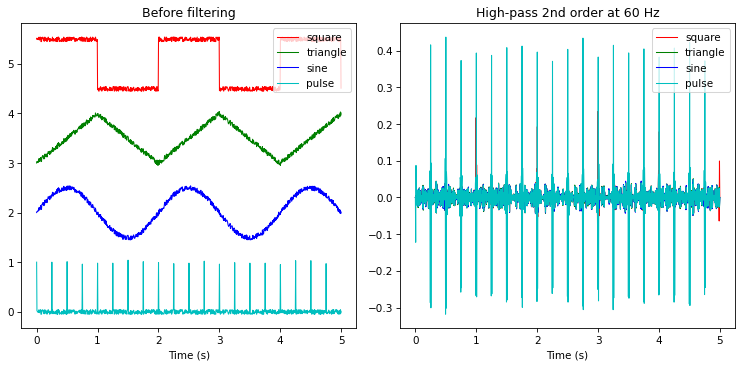 Before filtering
square
triangle
sine
pulse
5
4
3
2
1
0
0
1
2
3
4
5
Time (s)
High-pass 2nd order at 60 Hz
square
triangle
sine
pulse
0.4
0.3
0.2
0.1
0.0
−0.1
−0.2
−0.3
0
1
2
3
4
5
Time (s)